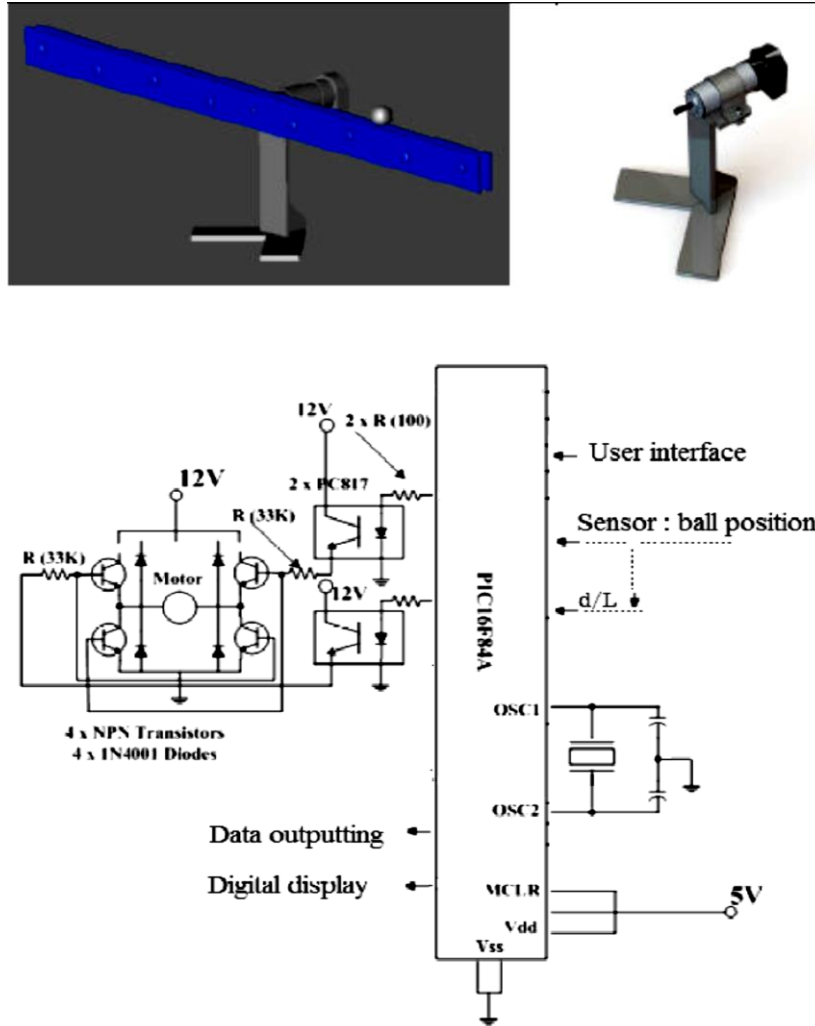 12V
2 x R (100)
User interface
12V
2 x PC817
R (33K)
Sensor : ball position
R (33K)
Motor
12V
d/L
PIC16F84A
OSC1
4 x NPN Transistors
4 x 1N4001 Diodes
OSC2
Data outputting
Digital display
MCLR
5V
Vdd
Vss